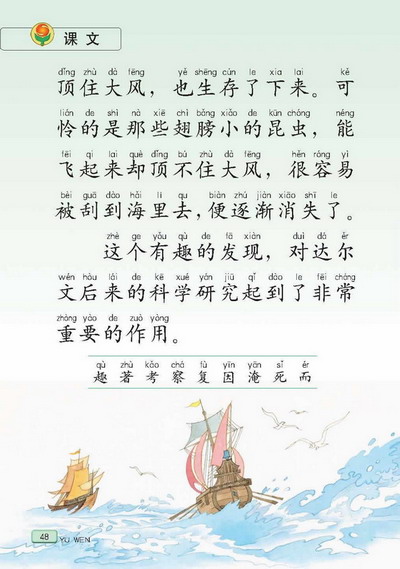 课文
dǐng zhù dà fēng yě shēng cún le xia lai kě
顶住大风，也生存了下来。可
lián de shì nà xiē chì bǎng xiǎo de kūn chóng néng
怜的是那些翅膀小的昆虫，能
fēi qi lai què dǐng bú zhù dà fēng hěn róng yì
飞起来却顶不住大风，很容易
bèi guā dào hǎi li qu biàn zhú jiàn xiāo shī le
被刮到海里去，便逐渐消失了。
zhè ge yǒu qù de fā xiàn duì dá ěr
这个有趣的发现，对达尔
wén hòu lái de kē xué yán jiū qǐ dào le fēi cháng
文后来的科学研究起到了非常
zhòng yào de zuò yòng
重要的作用。
qù zhù kǎo chá fù yīn yān sǐ ér
趣著考察复因淹死而
48 YU WEN